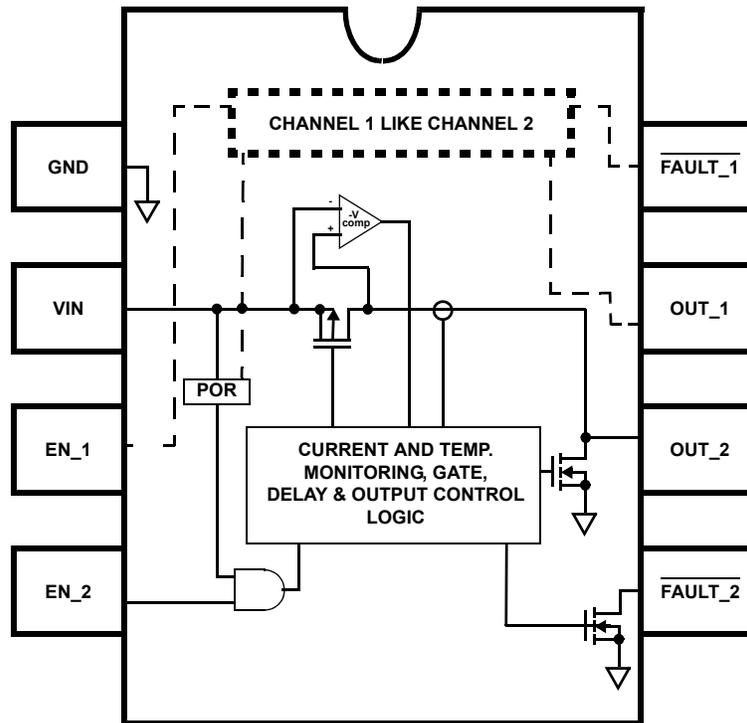 CHANNEL 1 LIKE CHANNEL 2
GND
FAULT_1
-
-V
comp
+
VIN
OUT_1
POR
EN_1
OUT_2
CURRENT AND TEMP.
MONITORING, GATE,
DELAY & OUTPUT CONTROL
LOGIC
EN_2
FAULT_2